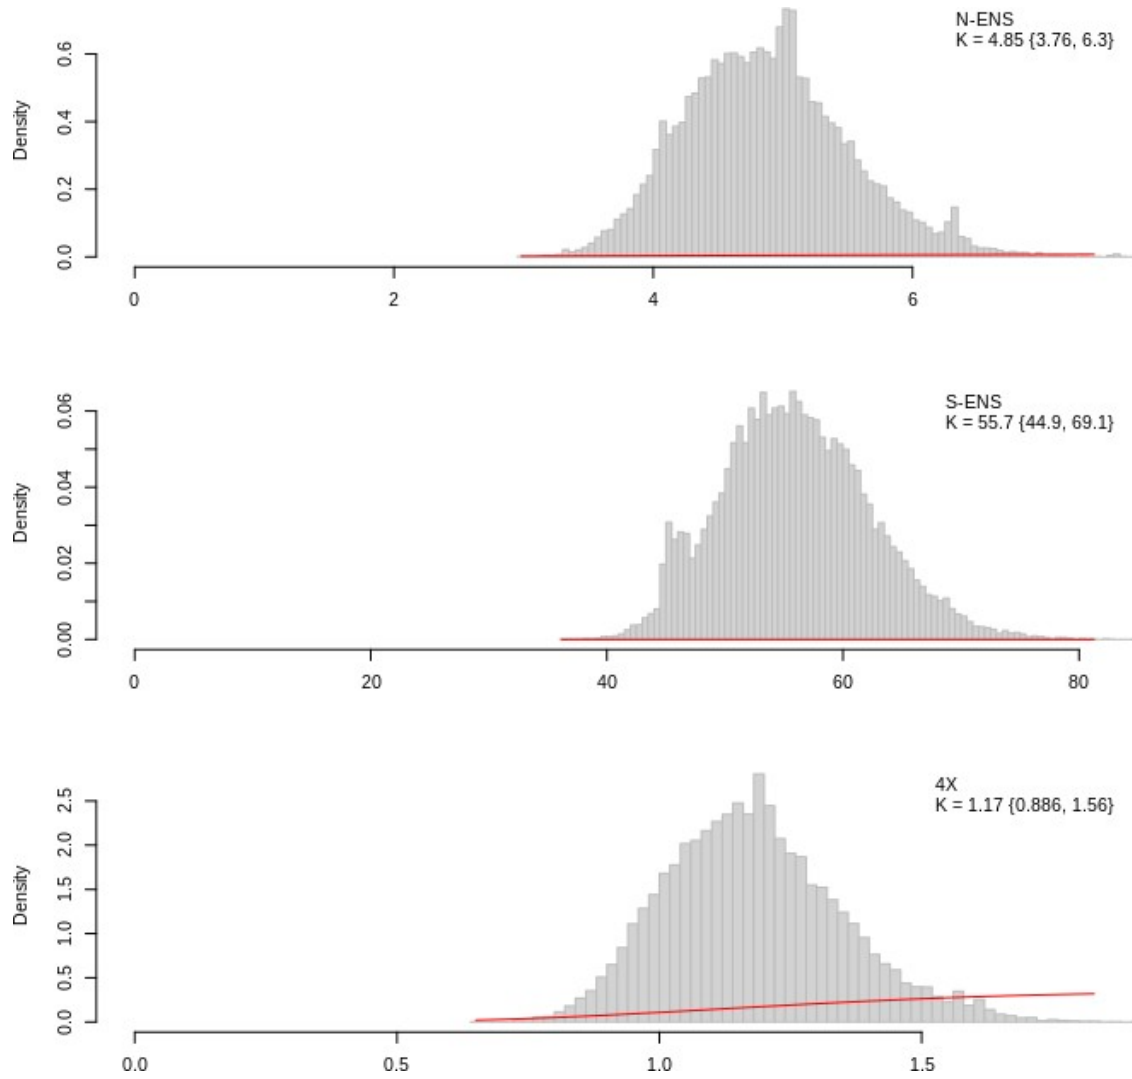 N-ENS
K = 4.85 {3.76, 6.3}
Density
0.6
0.4
0.2
0.0
0 2 4 6
S-ENS
K = 55.7 {44.9, 69.1}
Density
0.06
0.04
0.02
0.00
0 20 40 60 80
4X
K = 1.17 {0.886, 1.56}
Density
2.5
2.0
1.5
1.0
0.5
0.0
0.0 0.5 1.0 1.5